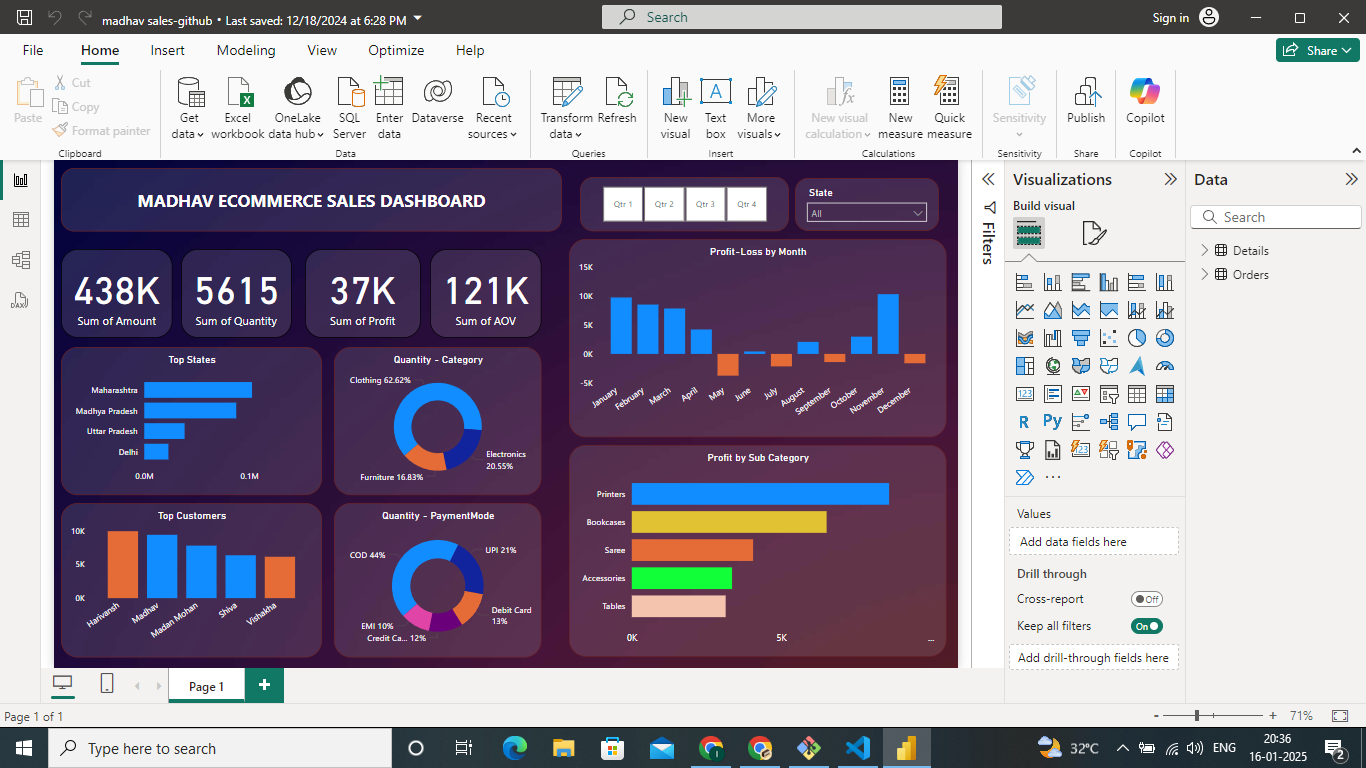 madhav sales-github • Last saved: 12/18/2024 at 6:28 PM
Search
Sign in
File Home Insert Modeling View Optimize Help
Share
Paste
Cut
Copy
Format painter
Clipboard
Get data
Excel workbook
OneLake data hub
SQL Server
Enter data
Dataverse
Recent sources
Data
Transform data
Refresh
Queries
New visual
Text box
More visuals
Insert
New visual calculation
New measure
Quick measure
Calculations
Sensitivity
Sensitivity
Publish
Share
Copilot
Copilot
MADHAV ECOMMERCE SALES DASHBOARD
Qtr 1 Qtr 2 Qtr 3 Qtr 4
State
All
438K
Sum of Amount
5615
Sum of Quantity
37K
Sum of Profit
121K
Sum of AOV
Profit-Loss by Month
15K
10K
5K
0K
-5K
January February March April May June July August September October November December
Top States
Maharashtra
Madhya Pradesh
Uttar Pradesh
Delhi
0.0M 0.1M
Quantity - Category
Clothing 62.62%
Electronics
20.55%
Furniture 16.83%
Profit by Sub Category
Printers
Bookcases
Saree
Accessories
Tables
0K 5K ...
Top Customers
10K
5K
0K
Harivansh Madhav Madan Mohan Shiva Vishakha
Quantity - PaymentMode
COD 44%
UPI 21%
Debit Card
13%
EMI 10%
Credit Ca... 12%
Filters
Visualizations
Build visual
R Py
123
...
Values
Add data fields here
Drill through
Cross-report Off
Keep all filters On
Add drill-through fields here
Data
Search
Details
Orders
DAX
Page 1
+
Page 1 of 1
- + 71%
Type here to search
32°C
ENG
20:36
16-01-2025
2